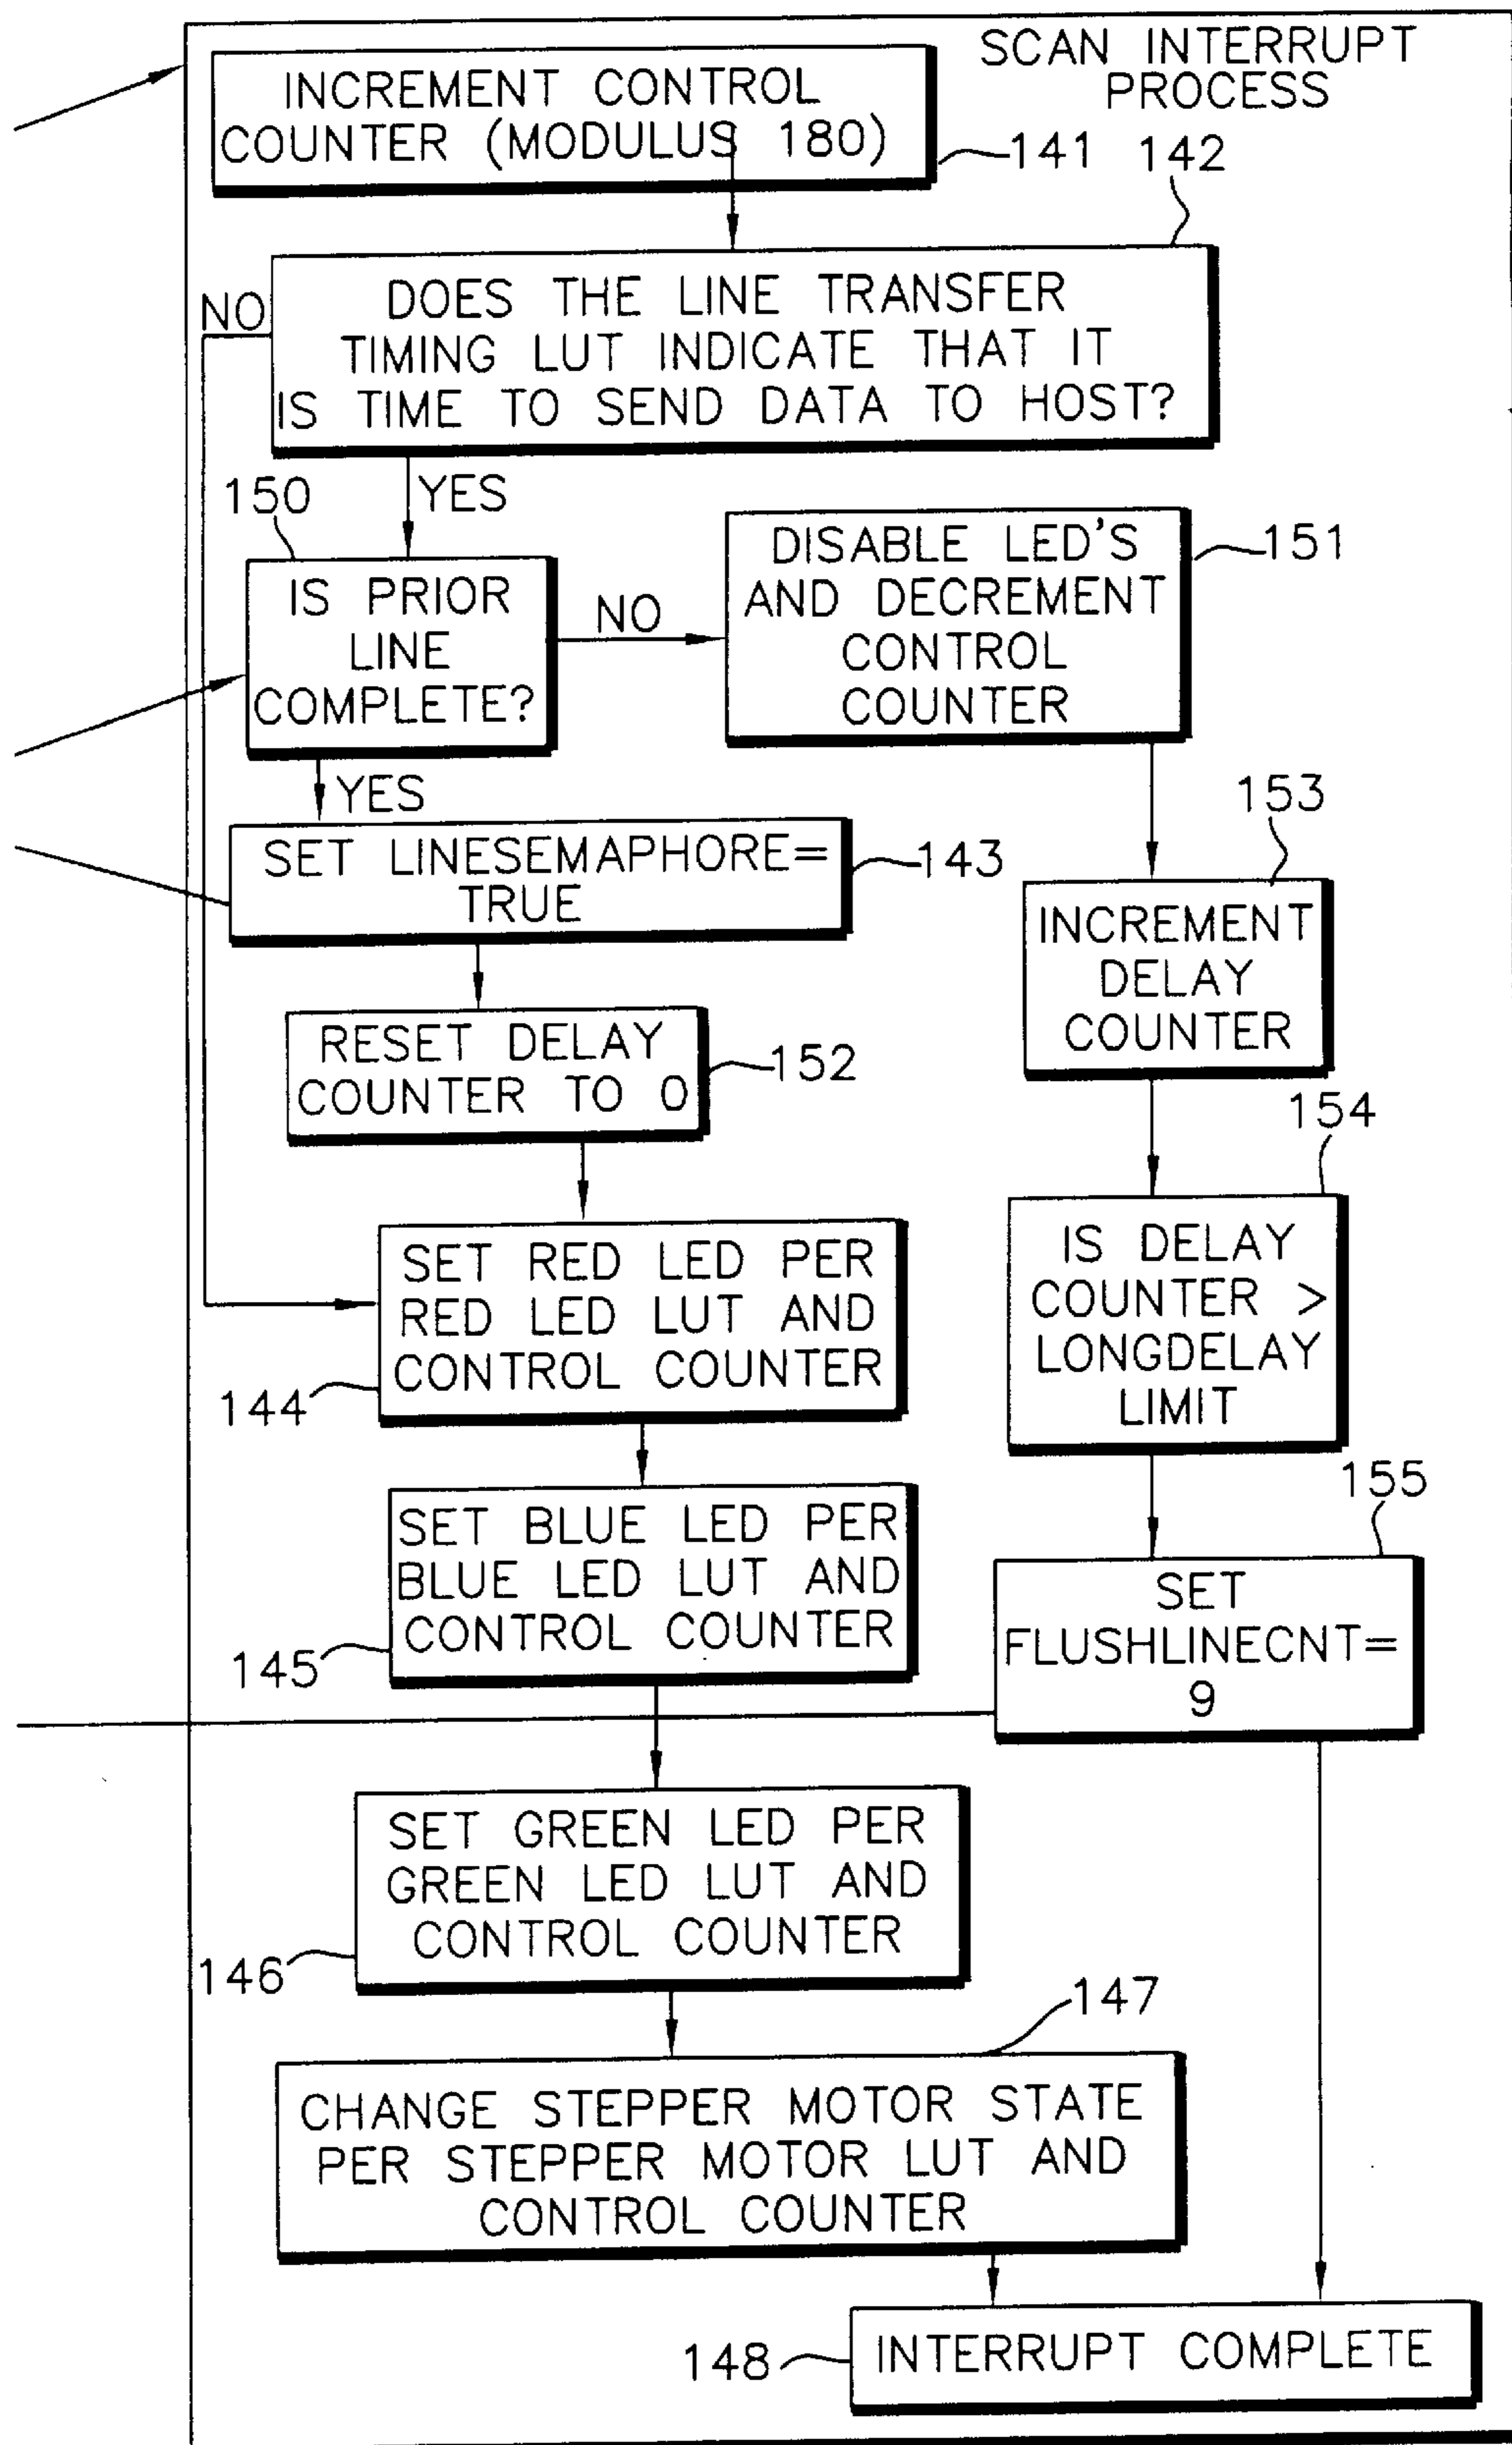 SCAN INTERRUPT
PROCESS
INCREMENT CONTROL
COUNTER (MODULUS 180)
141
142
DOES THE LINE TRANSFER
TIMING LUT INDICATE THAT IT
IS TIME TO SEND DATA TO HOST?
NO
YES
150
IS PRIOR
LINE
COMPLETE?
NO
DISABLE LED'S
AND DECREMENT
CONTROL
COUNTER
151
YES
SET LINESEMAPHORE=
TRUE
143
153
INCREMENT
DELAY
COUNTER
RESET DELAY
COUNTER TO 0
152
154
IS DELAY
COUNTER >
LONGDELAY
LIMIT
SET RED LED PER
RED LED LUT AND
CONTROL COUNTER
144
SET BLUE LED PER
BLUE LED LUT AND
CONTROL COUNTER
145
155
SET
FLUSHLINECNT=
9
SET GREEN LED PER
GREEN LED LUT AND
CONTROL COUNTER
146
147
CHANGE STEPPER MOTOR STATE
PER STEPPER MOTOR LUT AND
CONTROL COUNTER
148
INTERRUPT COMPLETE